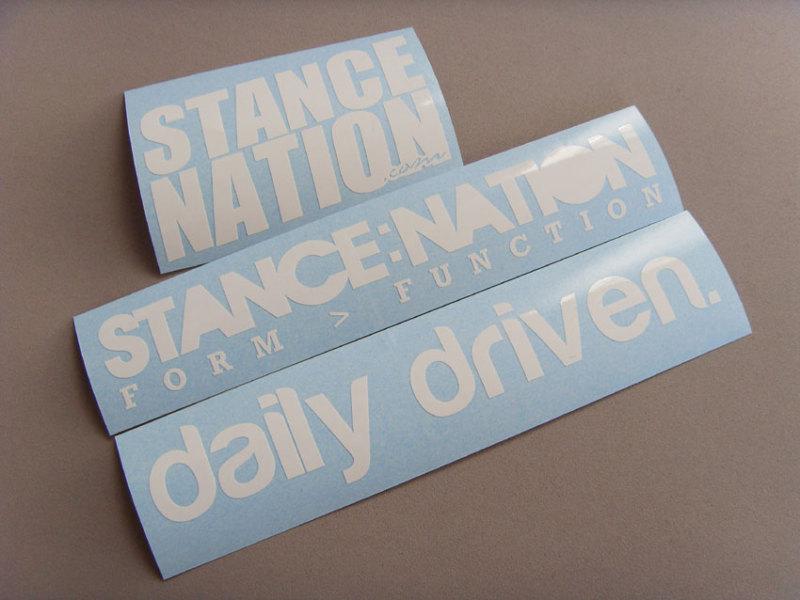 STANCE
NATION
.com
STANCE:NATION
FORM > FUNCTION
daily driven.